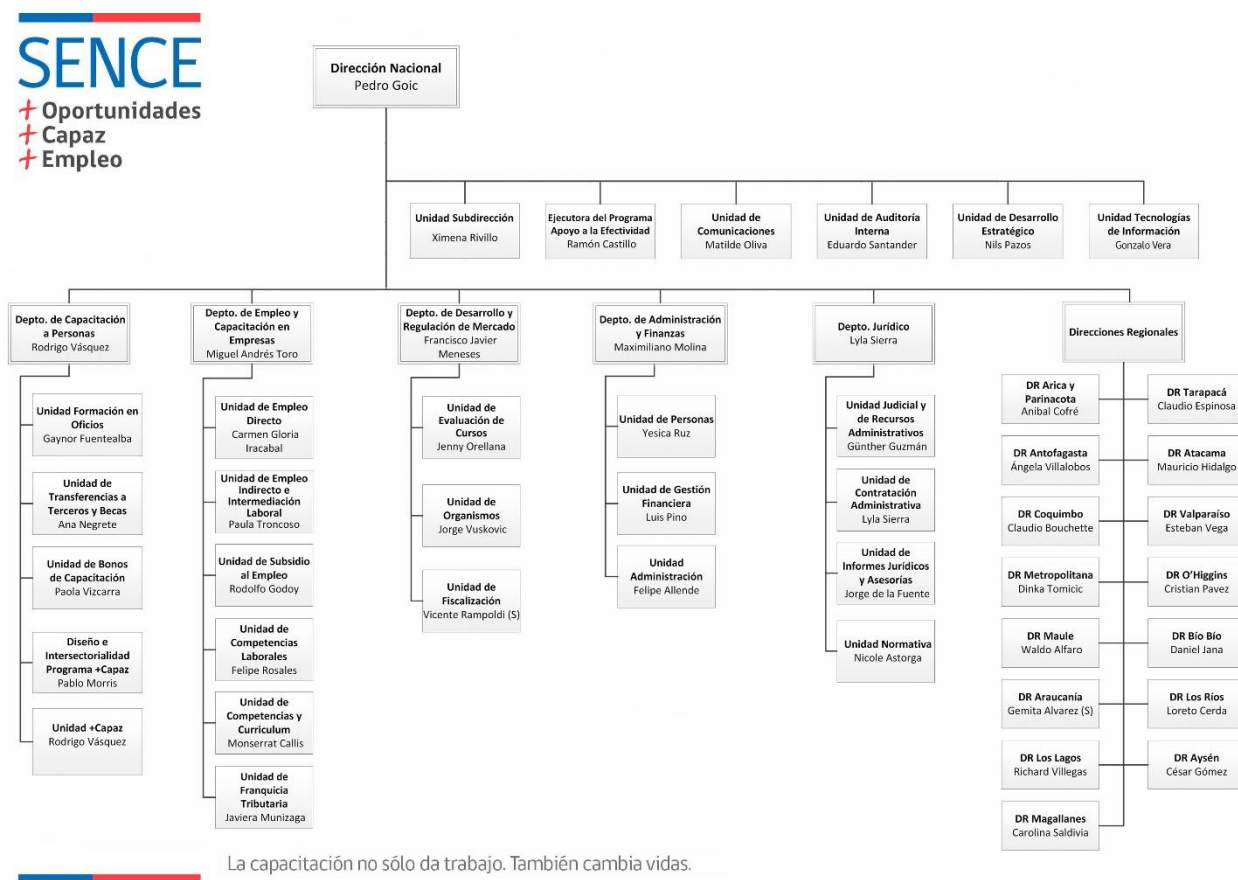 SENCE
+ Oportunidades
+ Capaz
+ Empleo
Dirección Nacional
Pedro Goic
Unidad Subdirección
Ximena Rivillo
Ejecutora del Programa
Apoyo a la Efectividad
Ramón Castillo
Unidad de
Comunicaciones
Matilde Oliva
Unidad de Auditoría
Interna
Eduardo Santander
Unidad de Desarrollo
Estratégico
Nils Pazos
Unidad Tecnologías
de Información
Gonzalo Vera
Depto. de Capacitación
a Personas
Rodrigo Vásquez
Unidad Formación en
Oficios
Gaynor Fuentealba
Unidad de
Transferencias a
Terceros y Becas
Ana Negrete
Unidad de Bonos
de Capacitación
Paola Vizcarra
Diseño e
Intersectorialidad
Programa +Capaz
Pablo Morris
Unidad +Capaz
Rodrigo Vásquez
Depto. de Empleo y
Capacitación en
Empresas
Miguel Andrés Toro
Unidad de Empleo
Directo
Carmen Gloria
Iracabal
Unidad de Empleo
Indirecto e
Intermediación
Laboral
Paula Troncoso
Unidad de Subsidio
al Empleo
Rodolfo Godoy
Unidad de
Competencias
Laborales
Felipe Rosales
Unidad de
Competencias y
Curriculum
Monserrat Callis
Unidad de
Franquicia
Tributaria
Javiera Munizaga
Depto. de Desarrollo y
Regulación de Mercado
Francisco Javier
Meneses
Unidad de
Evaluación de
Cursos
Jenny Orellana
Unidad de
Organismos
Jorge Vuskovic
Unidad de
Fiscalización
Vicente Rampoldi (S)
Depto. de Administración
y Finanzas
Maximiliano Molina
Unidad de Personas
Yesica Ruz
Unidad de Gestión
Financiera
Luis Pino
Unidad
Administración
Felipe Allende
Depto. Jurídico
Lyla Sierra
Unidad Judicial y
de Recursos
Administrativos
Günther Guzmán
Unidad de
Contratación
Administrativa
Lyla Sierra
Unidad de
Informes Jurídicos
y Asesorías
Jorge de la Fuente
Unidad Normativa
Nicole Astorga
Direcciones Regionales
DR Arica y
Parinacota
Anibal Cofré
DR Tarapacá
Claudio Espinosa
DR Antofagasta
Ángela Villalobos
DR Atacama
Mauricio Hidalgo
DR Coquimbo
Claudio Bouchette
DR Valparaíso
Esteban Vega
DR Metropolitana
Dinka Tomicic
DR O'Higgins
Cristian Pavez
DR Maule
Waldo Alfaro
DR Bío Bío
Daniel Jana
DR Araucanía
Gemita Alvarez (S)
DR Los Ríos
Loreto Cerda
DR Los Lagos
Richard Villegas
DR Aysén
César Gómez
DR Magallanes
Carolina Saldivia
La capacitación no sólo da trabajo. También cambia vidas.